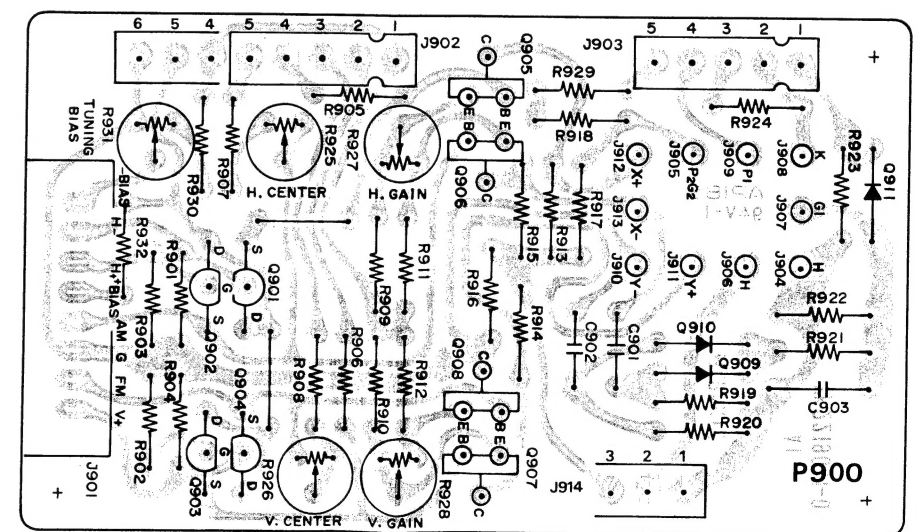 6 5 4 5 4 3 2 1
J902
C
Q905
J903
5 4 3 2 1
+
R931
TUNING
BIAS
R930
R907
R905
R925
H. CENTER
R927
H. GAIN
E B
B E
C
Q906
R929
R918
R924
J912
X+
J905
P2G2
J909
P1
J908
K
R923
Q911
J913
X-
G1
J907
J910
Y-
J911
Y+
J906
H
J904
H
-BIAS
H-
H+
+BIAS
AM
G
FM
V+
J901
R932
R901
R903
D
S
G
S
D
Q901
Q902
R911
R909
R915
R913
R917
R916
R914
C902
C901
Q910
Q909
R919
R920
R922
R921
C903
R904
R902
Q904
D
S
G
S
D
Q903
R908
R906
R910
R912
Q908
C
E B
B E
C
Q907
R926
V. CENTER
V. GAIN
R928
J914
3 2 1
P900
+
+